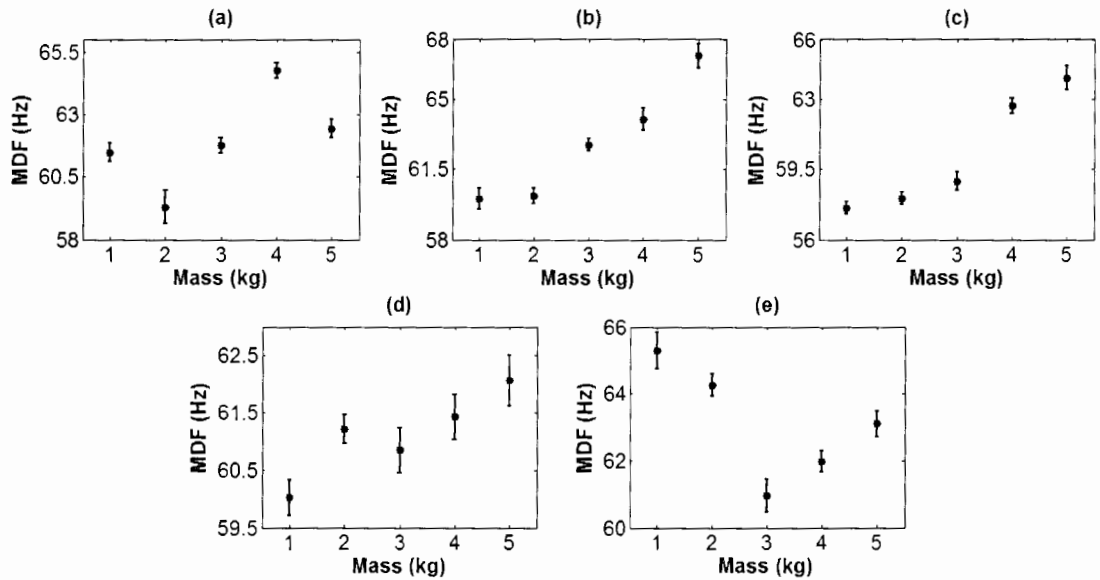 (a)
65.5
63
60.5
58
MDF (Hz)
1 2 3 4 5
Mass (kg)
(b)
68
65
61.5
58
MDF (Hz)
1 2 3 4 5
Mass (kg)
(c)
66
63
59.5
56
MDF (Hz)
1 2 3 4 5
Mass (kg)
(d)
62.5
61.5
60.5
59.5
MDF (Hz)
1 2 3 4 5
Mass (kg)
(e)
66
64
62
60
MDF (Hz)
1 2 3 4 5
Mass (kg)